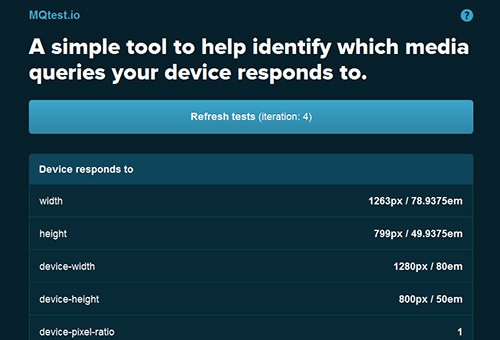 MQtest.io
?
A simple tool to help identify which media
queries your device responds to.
Refresh tests (iteration: 4)
Device responds to
width 1263px / 78.9375em
height 799px / 49.9375em
device-width 1280px / 80em
device-height 800px / 50em
device-pixel-ratio 1